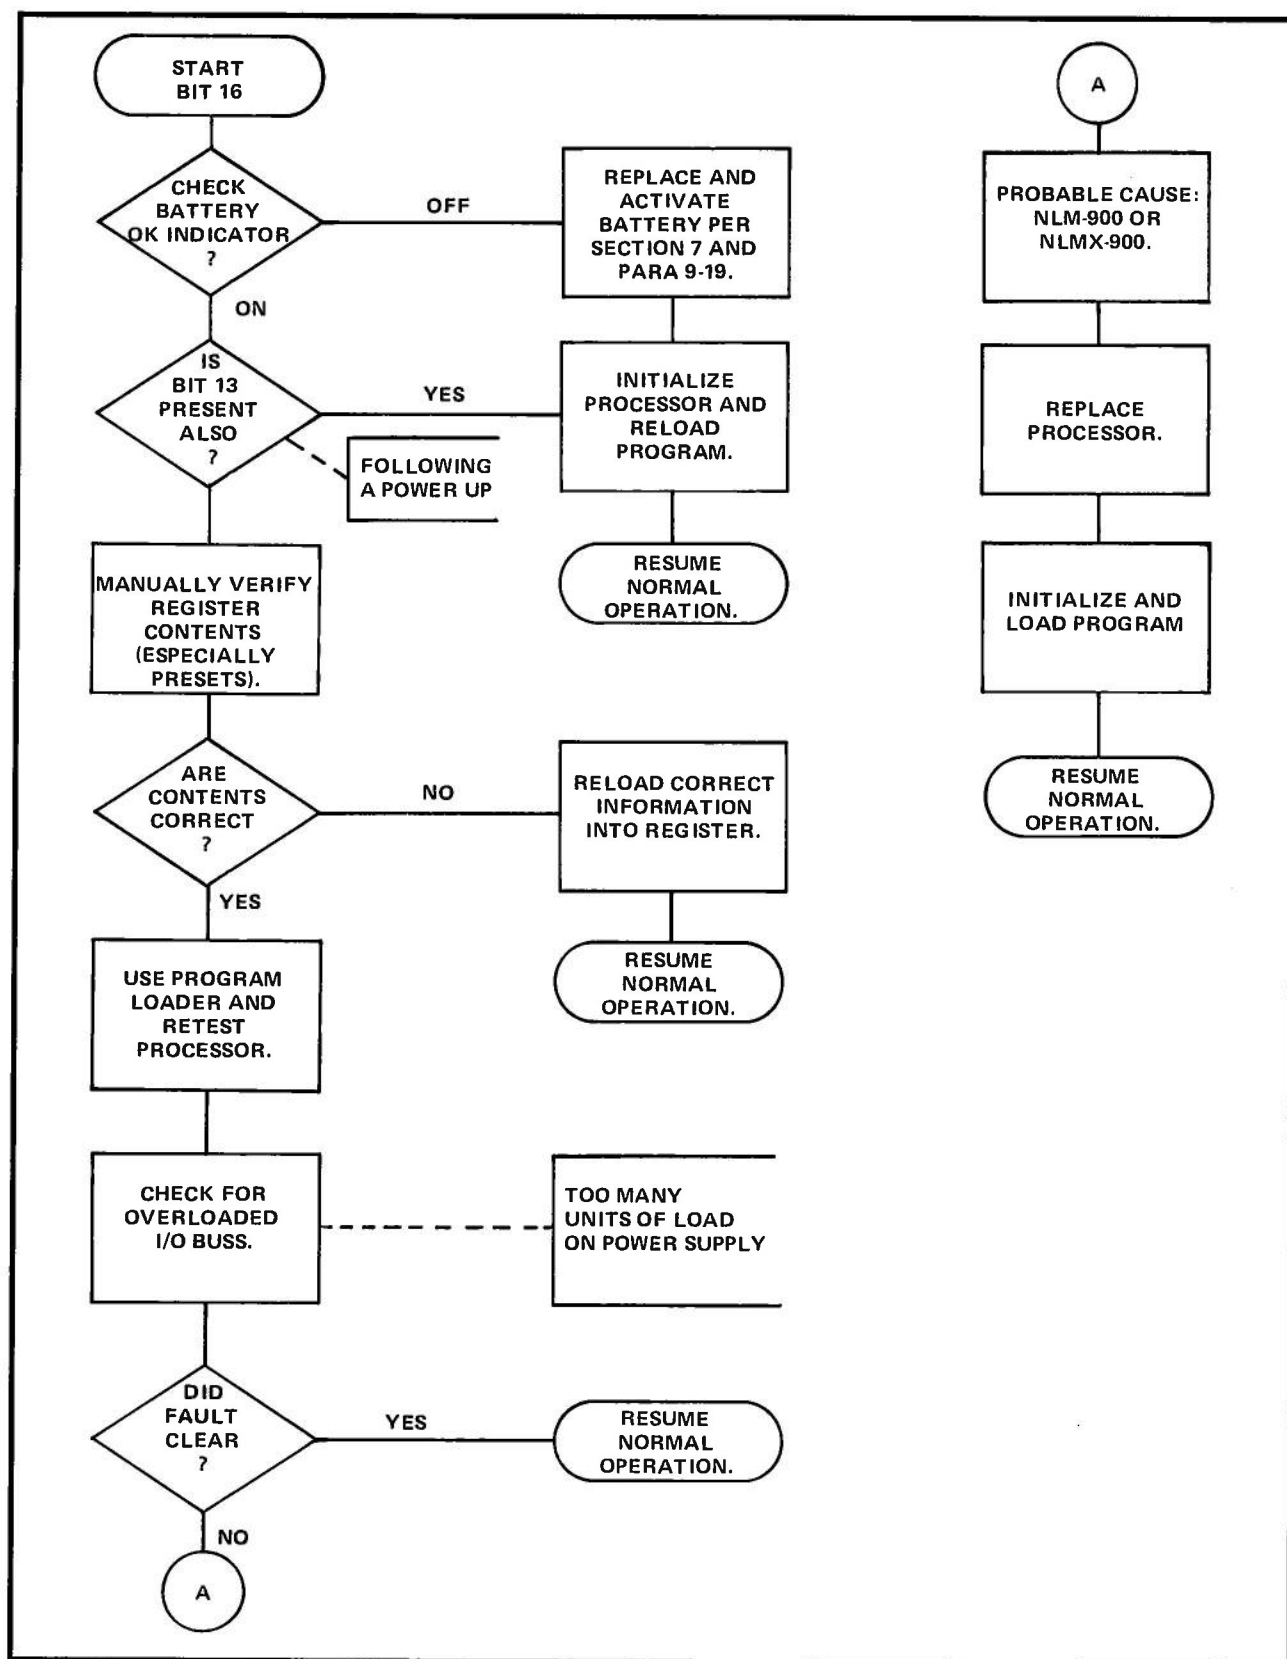 START
BIT 16
CHECK
BATTERY
OK INDICATOR
?
OFF
REPLACE AND
ACTIVATE
BATTERY PER
SECTION 7 AND
PARA 9-19.
ON
IS
BIT 13
PRESENT
ALSO
?
YES
INITIALIZE
PROCESSOR AND
RELOAD
PROGRAM.
FOLLOWING
A POWER UP
RESUME
NORMAL
OPERATION.
MANUALLY VERIFY
REGISTER
CONTENTS
(ESPECIALLY
PRESETS).
ARE
CONTENTS
CORRECT
?
NO
RELOAD CORRECT
INFORMATION
INTO REGISTER.
RESUME
NORMAL
OPERATION.
YES
USE PROGRAM
LOADER AND
RETEST
PROCESSOR.
CHECK FOR
OVERLOADED
I/O BUSS.
TOO MANY
UNITS OF LOAD
ON POWER SUPPLY
DID
FAULT
CLEAR
?
YES
RESUME
NORMAL
OPERATION.
NO
A
A
PROBABLE CAUSE:
NLM-900 OR
NLMX-900.
REPLACE
PROCESSOR.
INITIALIZE AND
LOAD PROGRAM
RESUME
NORMAL
OPERATION.